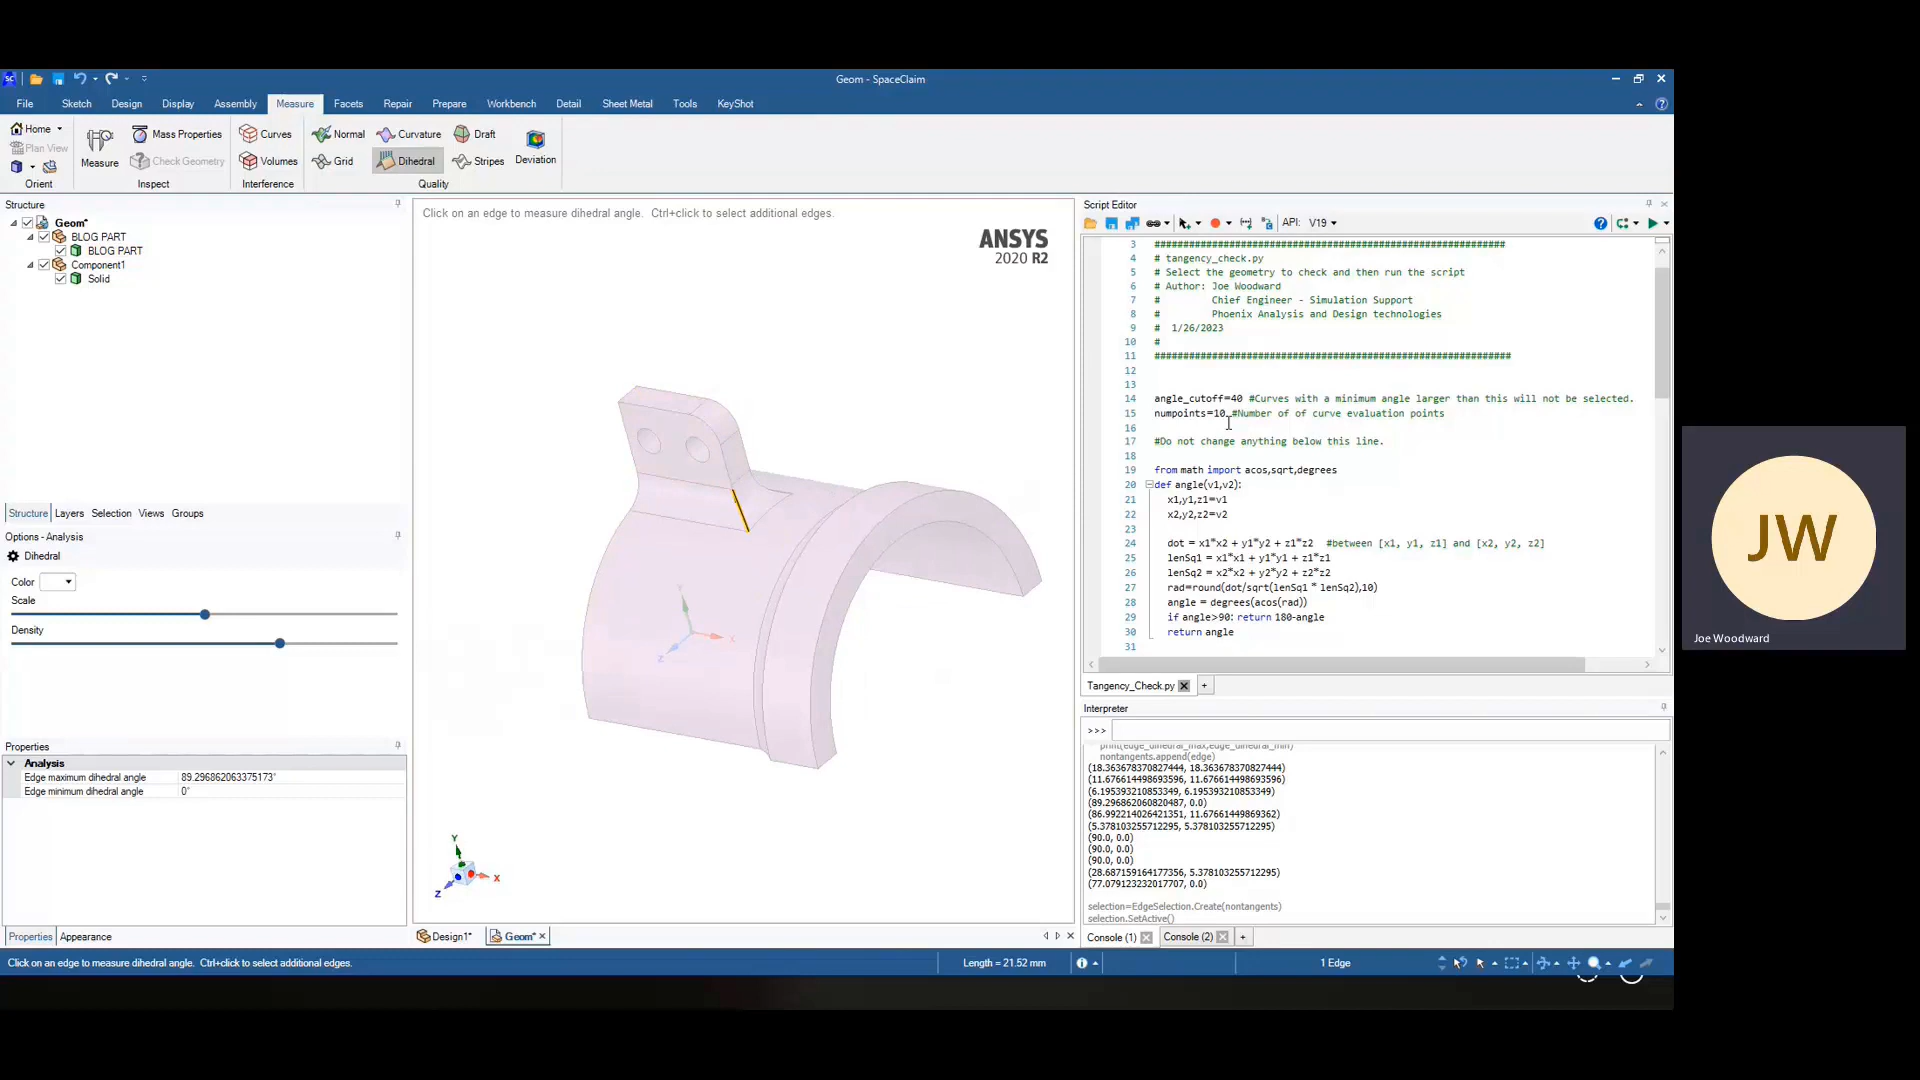 Geom - SpaceClaim
File Sketch Design Display Assembly Measure Facets Repair Prepare Workbench Detail Sheet Metal Tools KeyShot
Home
Plan View
Orient
Measure
Mass Properties
Check Geometry
Inspect
Curves
Volumes
Interference
Normal Curvature Draft
Grid Dihedral Stripes
Deviation
Quality
Structure
Geom*
BLOG PART
BLOG PART
Component1
Solid
Structure Layers Selection Views Groups
Options - Analysis
Dihedral
Color
Scale
Density
Properties
Analysis
Edge maximum dihedral angle 89.296862063375173°
Edge minimum dihedral angle 0°
Properties Appearance
Click on an edge to measure dihedral angle. Ctrl+click to select additional edges.
ANSYS
2020 R2
X
Z
Y
X
Z
Design1*
Geom*
Script Editor
API: V19
3 ##############################################################
4 # tangency_check.py
5 # Select the geometry to check and then run the script
6 # Author: Joe Woodward
7 # Chief Engineer - Simulation Support
8 # Phoenix Analysis and Design technologies
9 # 1/26/2023
10 #
11 ###############################################################
12
13
14 angle_cutoff=40 #Curves with a minimum angle larger than this will not be selected.
15 numpoints=10 #Number of of curve evaluation points
16
17 #Do not change anything below this line.
18
19 from math import acos,sqrt,degrees
20 def angle(v1,v2):
21 x1,y1,z1=v1
22 x2,y2,z2=v2
23
24 dot = x1*x2 + y1*y2 + z1*z2 #between [x1, y1, z1] and [x2, y2, z2]
25 lenSq1 = x1*x1 + y1*y1 + z1*z1
26 lenSq2 = x2*x2 + y2*y2 + z2*z2
27 rad=round(dot/sqrt(lenSq1 * lenSq2),10)
28 angle = degrees(acos(rad))
29 if angle>90: return 180-angle
30 return angle
31
Tangency_Check.py +
Interpreter
>>>
print(edge_dihedral_max,edge_dihedral_min)
nontangents.append(edge)
(18.363678370827444, 18.363678370827444)
(11.676614498693596, 11.676614498693596)
(6.195393210853349, 6.195393210853349)
(89.296862060820487, 0.0)
(86.992214026421351, 11.67661449869362)
(5.378103255712295, 5.378103255712295)
(90.0, 0.0)
(90.0, 0.0)
(90.0, 0.0)
(28.687159164177356, 5.378103255712295)
(77.079123232017707, 0.0)
selection=EdgeSelection.Create(nontangents)
selection.SetActive()
Console (1) Console (2) +
Click on an edge to measure dihedral angle. Ctrl+click to select additional edges.
Length = 21.52 mm
1 Edge
JW
Joe Woodward